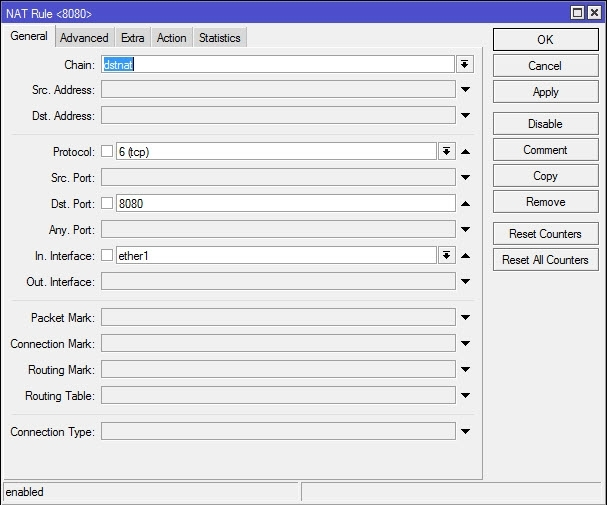 NAT Rule <8080>
General Advanced Extra Action Statistics
Chain: dstnat
Src. Address:
Dst. Address:
Protocol: 6 (tcp)
Src. Port:
Dst. Port: 8080
Any. Port:
In. Interface: ether1
Out. Interface:
Packet Mark:
Connection Mark:
Routing Mark:
Routing Table:
Connection Type:
OK
Cancel
Apply
Disable
Comment
Copy
Remove
Reset Counters
Reset All Counters
enabled